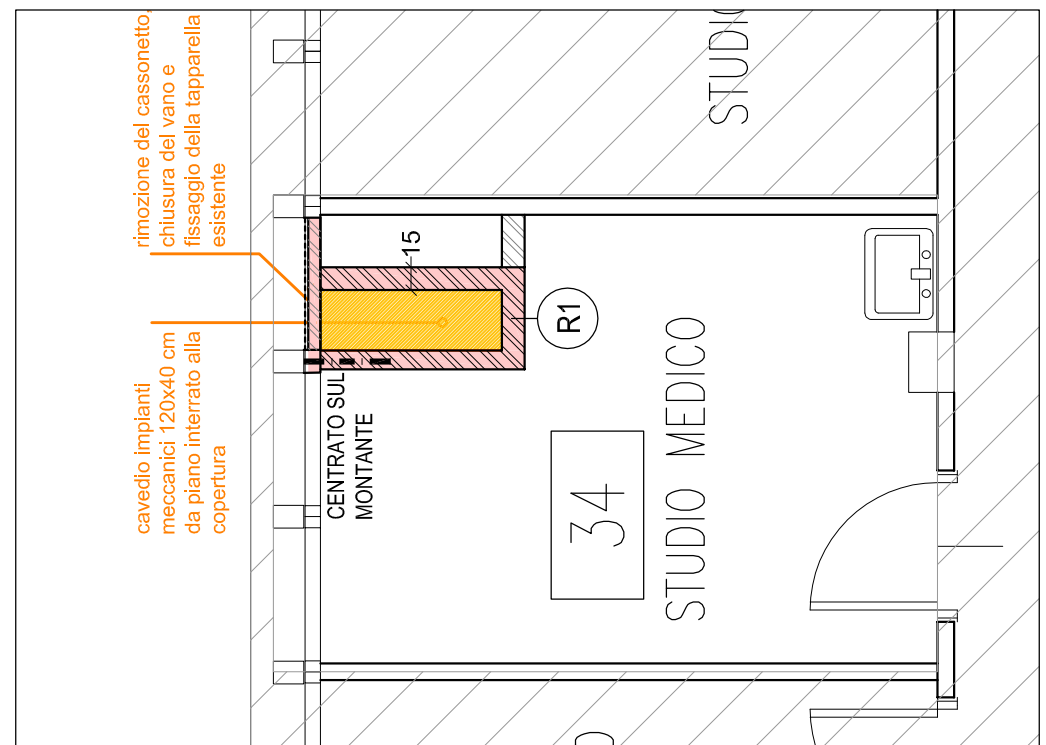 rimozione del cassonetto,
chiusura del vano e
fissaggio della tapparella
esistente
cavedio impianti
meccanici 120x40 cm
da piano interrato alla
copertura
15
R1
CENTRATO SUL
MONTANTE
34
STUDIO MEDICO
STUDIO